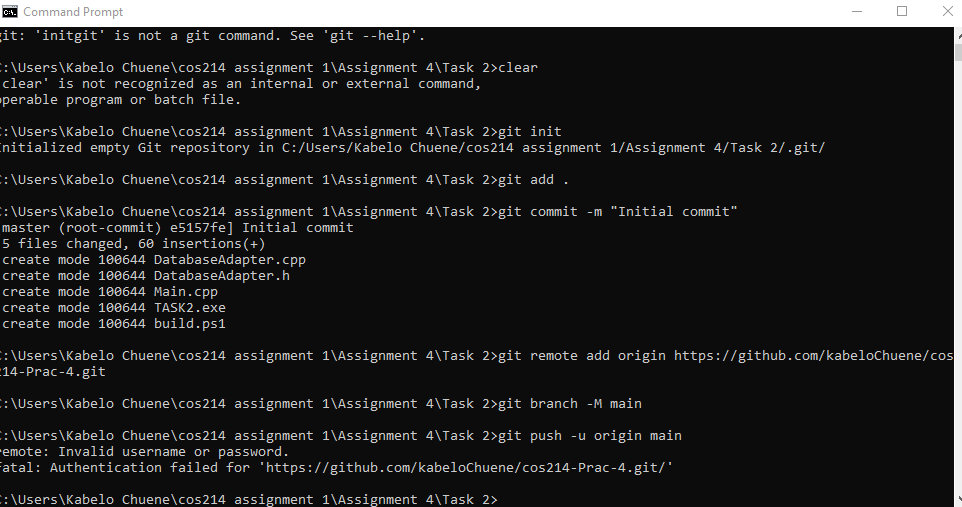 Command Prompt
git: 'initgit' is not a git command. See 'git --help'.
C:\Users\Kabelo Chuene\cos214 assignment 1\Assignment 4\Task 2>clear
'clear' is not recognized as an internal or external command,
operable program or batch file.
C:\Users\Kabelo Chuene\cos214 assignment 1\Assignment 4\Task 2>git init
Initialized empty Git repository in C:/Users/Kabelo Chuene/cos214 assignment 1/Assignment 4/Task 2/.git/
C:\Users\Kabelo Chuene\cos214 assignment 1\Assignment 4\Task 2>git add .
C:\Users\Kabelo Chuene\cos214 assignment 1\Assignment 4\Task 2>git commit -m "Initial commit"
[master (root-commit) e5157fe] Initial commit
5 files changed, 60 insertions(+)
create mode 100644 DatabaseAdapter.cpp
create mode 100644 DatabaseAdapter.h
create mode 100644 Main.cpp
create mode 100644 TASK2.exe
create mode 100644 build.ps1
C:\Users\Kabelo Chuene\cos214 assignment 1\Assignment 4\Task 2>git remote add origin https://github.com/kabeloChuene/cos
214-Prac-4.git
C:\Users\Kabelo Chuene\cos214 assignment 1\Assignment 4\Task 2>git branch -M main
C:\Users\Kabelo Chuene\cos214 assignment 1\Assignment 4\Task 2>git push -u origin main
remote: Invalid username or password.
fatal: Authentication failed for 'https://github.com/kabeloChuene/cos214-Prac-4.git/'
C:\Users\Kabelo Chuene\cos214 assignment 1\Assignment 4\Task 2>